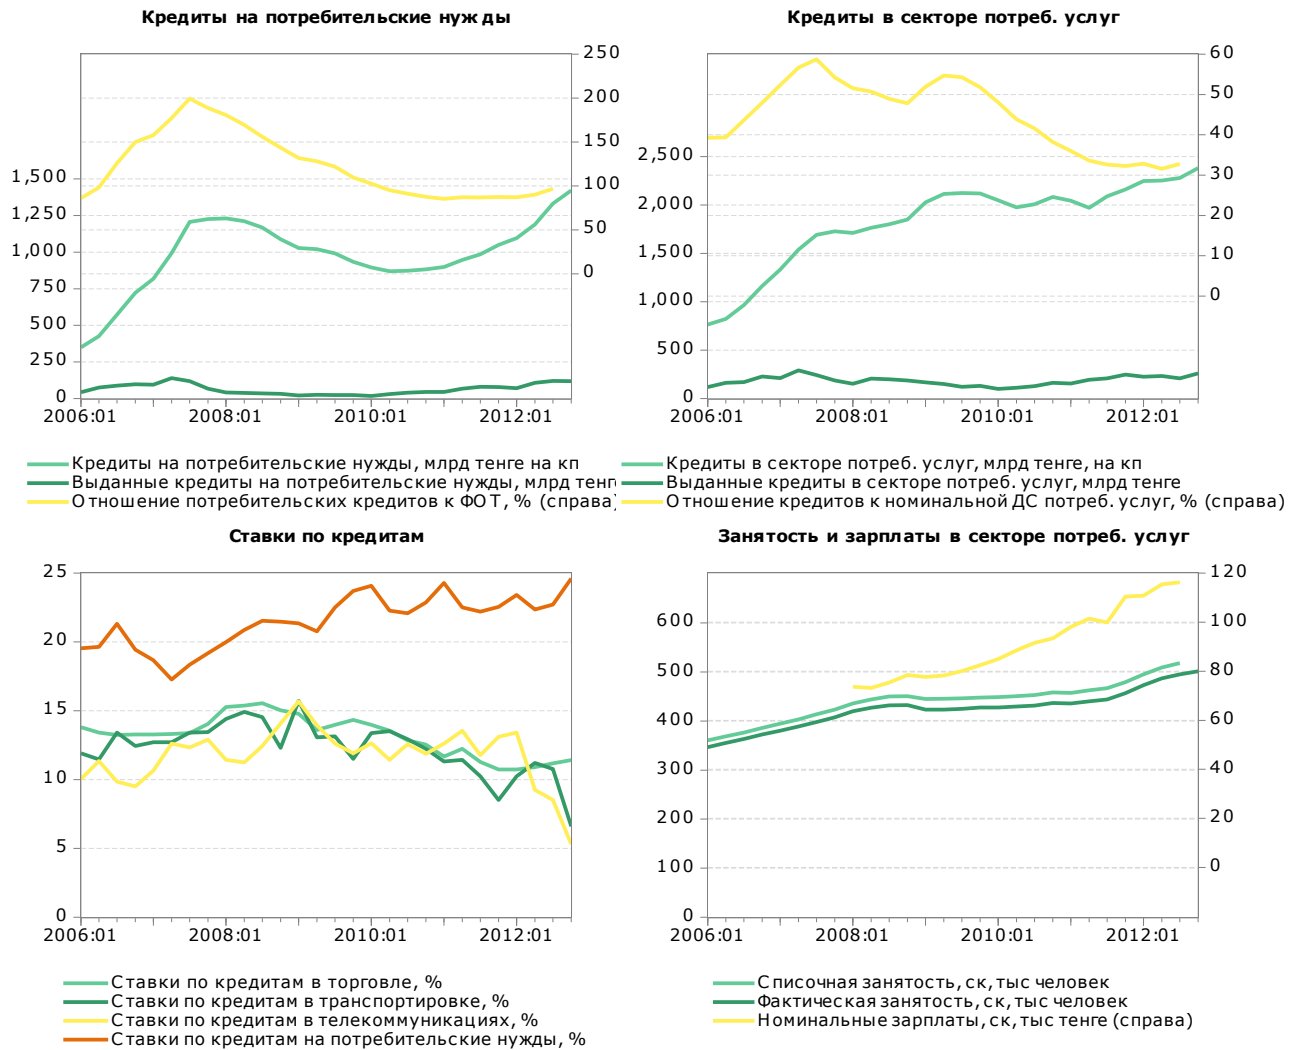 Кредиты на потребительские нужды
250
200
150
100
50
0
1,500
1,250
1,000
750
500
250
0
2006:01 2008:01 2010:01 2012:01
Кредиты на потребительские нужды, млрд тенге на кп
Выданные кредиты на потребительские нужды, млрд тенг
Отношение потребительских кредитов к ФОТ, % (справа)
Кредиты в секторе потреб. услуг
60
50
40
30
20
10
0
2,500
2,000
1,500
1,000
500
0
2006:01 2008:01 2010:01 2012:01
Кредиты в секторе потреб. услуг, млрд тенге, на кп
Выданные кредиты в секторе потреб. услуг, млрд тенге
Отношение кредитов к номинальной ДС потреб. услуг, % (справа)
Ставки по кредитам
25
20
15
10
5
0
2006:01 2008:01 2010:01 2012:01
Ставки по кредитам в торговле, %
Ставки по кредитам в транспортировке, %
Ставки по кредитам в телекоммуникациях, %
Ставки по кредитам на потребительские нужды, %
Занятость и зарплаты в секторе потреб. услуг
120
100
80
60
40
20
0
600
500
400
300
200
100
0
2006:01 2008:01 2010:01 2012:01
Списочная занятость, ск, тыс человек
Фактическая занятость, ск, тыс человек
Номинальные зарплаты, ск, тыс тенге (справа)